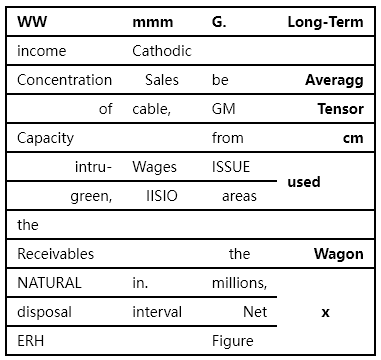 WW mmm G. Long-Term
income Cathodic
Concentration Sales be Averagg
of cable, GM Tensor
Capacity from cm
intru- Wages ISSUE
used
green, IISIO areas
the
Receivables the Wagon
NATURAL in. millions,
disposal interval Net x
ERH Figure